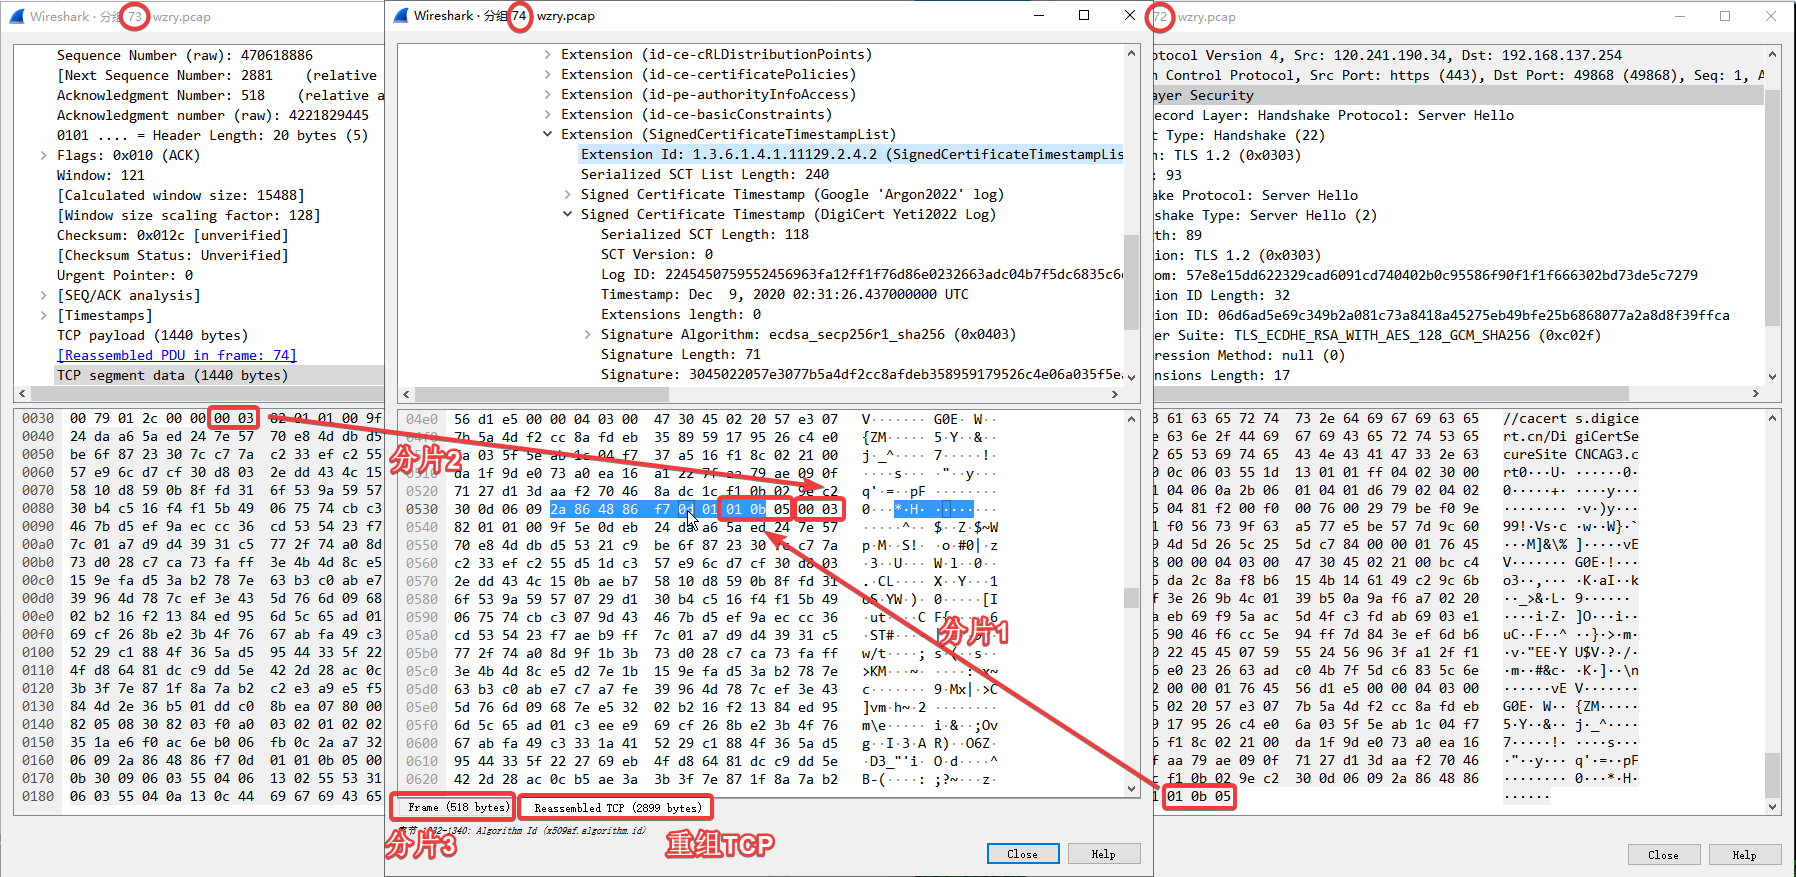 Wireshark · 分组 73 wzry.pcap
Sequence Number (raw): 470618886
[Next Sequence Number: 2881    (relative
Acknowledgment Number: 518    (relative a
Acknowledgment number (raw): 4221829445
0101 .... = Header Length: 20 bytes (5)
Flags: 0x010 (ACK)
Window: 121
[Calculated window size: 15488]
[Window size scaling factor: 128]
Checksum: 0x012c [unverified]
[Checksum Status: Unverified]
Urgent Pointer: 0
[SEQ/ACK analysis]
[Timestamps]
TCP payload (1440 bytes)
[Reassembled PDU in frame: 74]
TCP segment data (1440 bytes)
0030 00 79 01 2c 00 00 00 03 82 01 01 00 9f
0040 24 da a6 5a ed 24 7e 57 70 e8 4d db d5
be 6f 87 23 30 7c c7 7a c2 33 ef c2 55
57 e9 6c d7 cf 30 d8 03 2e dd 43 4c 15
0070 58 10 d8 59 0b 8f fd 31 6f 53 9a 59 57
0080 30 b4 c5 16 f4 f1 5b 49 06 75 74 cb c3
0090 46 7b d5 ef 9a ec cc 36 cd 53 54 23 f7
00a0 7c 01 a7 d9 d4 39 31 c5 77 2f 74 a0 8d
00b0 73 d0 28 c7 ca 73 fa ff 3e 4b 4d 8c e5
00c0 15 9e fa d5 3a b2 78 7e 63 b3 c0 ab e7
00d0 39 96 4d 78 7c ef 3e 43 5d 76 6d 09 68
00e0 02 b2 16 f2 13 84 ed 95 6d 5c 65 ad 01
00f0 69 cf 26 8b e2 3b 4f 76 67 ab fa 49 c3
0100 52 29 c1 88 4f 36 5a d5 95 44 33 5f 22
0110 4f d8 64 81 dc c9 dd 5e 42 2d 28 ac 0c
0120 3b 3f 7e 87 1f 8a 7a b2 c2 e3 a9 e5 f5
0130 84 4d 2e 36 b5 01 dd c0 8b ea 07 80 00
0140 82 05 08 30 82 03 f0 a0 03 02 01 02 02
0150 35 1a e6 f0 ac 6e b0 06 fb 0c 2a a7 32
0160 06 09 2a 86 48 86 f7 0d 01 01 0b 05 00
0170 0b 30 09 06 03 55 04 06 13 02 55 53 31
0180 06 03 55 04 0a 13 0c 44 69 67 69 43 65
Wireshark · 分组 74 wzry.pcap
Extension (id-ce-cRLDistributionPoints)
Extension (id-ce-certificatePolicies)
Extension (id-pe-authorityInfoAccess)
Extension (id-ce-basicConstraints)
Extension (SignedCertificateTimestampList)
Extension Id: 1.3.6.1.4.1.11129.2.4.2 (SignedCertificateTimestampLis
Serialized SCT List Length: 240
Signed Certificate Timestamp (Google 'Argon2022' log)
Signed Certificate Timestamp (DigiCert Yeti2022 Log)
Serialized SCT Length: 118
SCT Version: 0
Log ID: 2245450759552456963fa12ff1f76d86e0232663adc04b7f5dc6835c6e
Timestamp: Dec  9, 2020 02:31:26.437000000 UTC
Extensions length: 0
Signature Algorithm: ecdsa_secp256r1_sha256 (0x0403)
Signature Length: 71
Signature: 3045022057e3077b5a4df2cc8afdeb358959179526c4e06a035f5ea
04e0 56 d1 e5 00 00 04 03 00 47 30 45 02 20 57 e3 07 V·······G0E· W··
7b 5a 4d f2 cc 8a fd eb 35 89 59 17 95 26 c4 e0 {ZM·····5·Y··&··
03 5f 5e ab 1c 04 f7 37 a5 16 f8 8c 02 21 00 j·_^····7····!·
da 1f 9d e0 73 a0 ea 16 a1 22 7f aa 79 ae 09 0f ····s····"··y···
0520 71 27 d1 3d aa f2 70 46 8a dc 1c f1 0b 02 9e c2 q'·=··pF········
0530 30 0d 06 09 2a 86 48 86 f7 0d 01 01 0b 05 00 03 0···*·H·········
0540 82 01 01 00 9f 5e 0d eb 24 da a6 5a ed 24 7e 57 ·····^··$··Z·$~W
0550 70 e8 4d db d5 53 21 c9 be 6f 87 23 30 7c c7 7a p·M··S!··o·#0|·z
0560 c2 33 ef c2 55 d5 1d c3 57 e9 6c d7 cf 30 d8 03 ·3··U···W·l··0··
0570 2e dd 43 4c 15 0b ae b7 58 10 d8 59 0b 8f fd 31 .·CL····X··Y···1
0580 6f 53 9a 59 57 07 29 d1 30 b4 c5 16 f4 f1 5b 49 oS·YW·)·0·····[I
0590 06 75 74 cb c3 07 9d 43 46 7b d5 ef 9a ec cc 36 ·ut····CF{·····6
05a0 cd 53 54 23 f7 ae b9 ff 7c 01 a7 d9 d4 39 31 c5 ·ST#····|
05b0 77 2f 74 a0 8d 9f 1b 3b 73 d0 28 c7 ca 73 fa ff w/t····;s·(··s··
05c0 3e 4b 4d 8c e5 d2 7e 1b 15 9e fa d5 3a b2 78 7e >KM···~·····:·x~
05d0 63 b3 c0 ab e7 c7 a7 fe 39 96 4d 78 7c ef 3e 43 c·······9·Mx|·>C
05e0 5d 76 6d 09 68 7e e5 32 02 b2 16 f2 13 84 ed 95 ]vm·h~·2········
05f0 6d 5c 65 ad 01 c3 ee e9 69 cf 26 8b e2 3b 4f 76 m\e·····i·&··;Ov
0600 67 ab fa 49 c3 33 1a 41 52 29 c1 88 4f 36 5a d5 g··I·3·AR)··O6Z·
0610 95 44 33 5f 22 27 69 eb 4f d8 64 81 dc c9 dd 5e ·D3_"'i·O·d····^
0620 42 2d 28 ac 0c b5 ae 3a 3b 3f 7e 87 1f 8a 7a b2 B-(····:;?~···z·
Frame (518 bytes) Reassembled TCP (2899 bytes)
1332-1340: Algorithm Id (x509af.algorithm.id)
Close Help
分片1
分片2
分片3
重组TCP
72 wzry.pcap
otocol Version 4, Src: 120.241.190.34, Dst: 192.168.137.254
n Control Protocol, Src Port: https (443), Dst Port: 49868 (49868), Seq: 1, A
ayer Security
ecord Layer: Handshake Protocol: Server Hello
t Type: Handshake (22)
n: TLS 1.2 (0x0303)
: 93
ake Protocol: Server Hello
shake Type: Server Hello (2)
th: 89
ion: TLS 1.2 (0x0303)
om: 57e8e15dd622329cad6091cd740402b0c95586f90f1f1f666302bd73de5c7279
ion ID Length: 32
ion ID: 06d6ad5e69c349b2a081c73a8418a45275eb49bfe25b6868077a2a8d8f39ffca
er Suite: TLS_ECDHE_RSA_WITH_AES_128_GCM_SHA256 (0xc02f)
ression Method: null (0)
nsions Length: 17
3 61 63 65 72 74 73 2e 64 69 67 69 63 65 //cacerts.digice
e 63 6e 2f 44 69 67 69 43 65 72 74 53 65 rt.cn/DigiCertSe
2 65 53 69 74 65 43 4e 43 41 47 33 2e 63 cureSiteCNCAG3.c
0 0c 06 03 55 1d 13 01 01 ff 04 02 30 00 rt0···U·······0·
1 04 06 0a 2b 06 01 04 01 d6 79 02 04 02 ·····+·····y····
5 04 81 f2 00 f0 00 76 00 29 79 be f0 9e ·······v·)y····
1 f0 56 73 9f 63 a5 77 e5 be 57 7d 9c 60 99!·Vs·c·w··W}·`
9 4d 5d 26 5c 25 5d c7 84 00 00 01 76 45 ···M]&\%]·····vE
8 00 00 04 03 00 47 30 45 02 21 00 bc c4 V·······G0E·!···
5 da 2c 8a f8 b6 15 4b 14 61 49 c2 9c 6b o3··,····K·aI··k
f 3e 26 9b 4c 01 39 b5 0a 9a f6 a7 02 20 ··_>&·L·9······
a eb 69 f9 5a ac 5d 4f c3 fd ab 69 03 e1 ····i·Z·]O···i··
6 90 46 f6 cc 5e 94 ff 7d 84 3e ef 6d b6 uC··F··^··}·>·m·
0 22 45 45 07 59 55 24 56 96 3f a1 2f f1 v·"EE·YU$V·?·/·
6 e0 23 26 63 ad c0 4b 7f 5d c6 83 5c 6e ·m··#&c··K·]··\n
2 00 00 01 76 45 56 d1 e5 00 00 04 03 00 ······vEV·······
5 02 20 57 e3 07 7b 5a 4d f2 cc 8a fd eb G0E· W··{ZM·····
9 17 95 26 c4 e0 6a 03 5f 5e ab 1c 04 f7 5·Y··&··j·_^····
6 f1 8c 02 21 00 da 1f 9d e0 73 a0 ea 16 7·····!·····s···
f aa 79 ae 09 0f 71 27 d1 3d aa f2 70 46 ·"··y···q'·=··pF
c f1 0b 02 9e c2 30 0d 06 09 2a 86 48 86 ········0···*·H·
01 0b 05 ······
Close Help